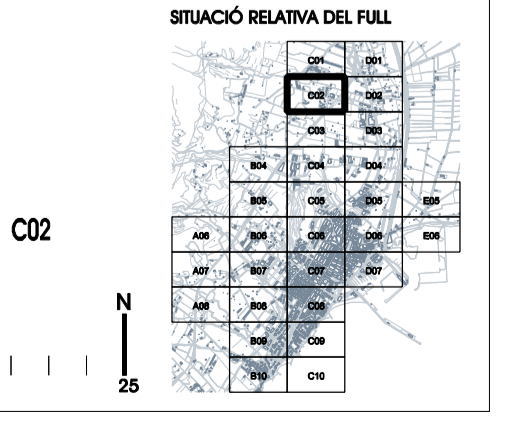 SITUACIÓ RELATIVA DEL FULL
C01 D01
C02 D02
C03 D03
B04 C04 D04
B05 C05 D05 E05
C02
A06 B06 C06 D06 E06
A07 B07 C07 D07
A08 B08 C08
N
B09 C09
B10 C10
25